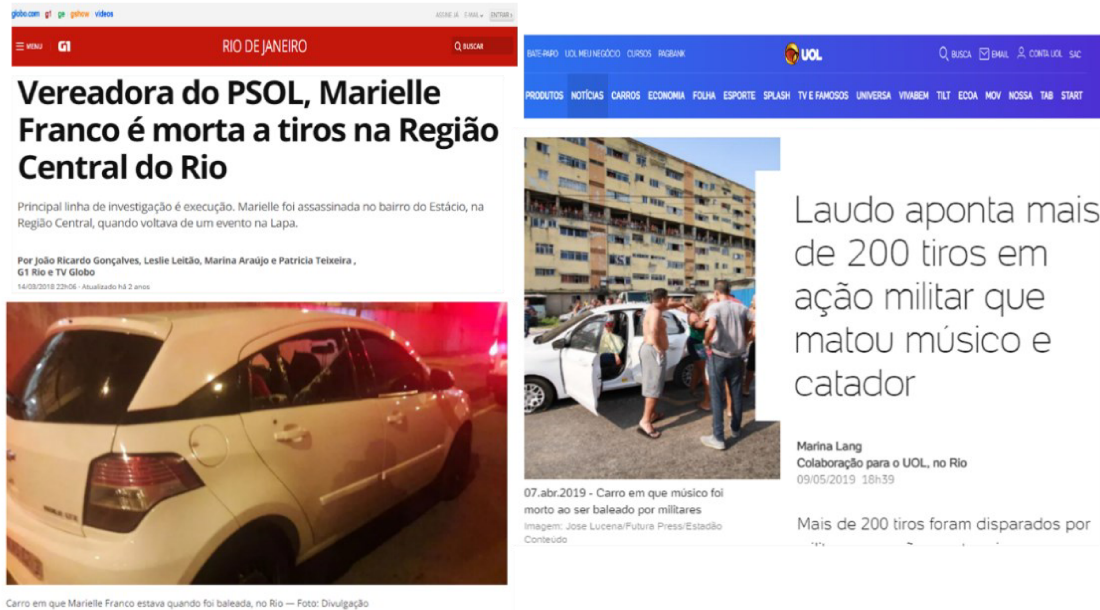 globo.com g1 ge gshow vídeos
ASSINE JÁ E-MAIL ENTRAR ›
MENU G1 RIO DE JANEIRO BUSCAR
Vereadora do PSOL, Marielle
Franco é morta a tiros na Região
Central do Rio
Principal linha de investigação é execução. Marielle foi assassinada no bairro do Estácio, na
Região Central, quando voltava de um evento na Lapa.
Por João Ricardo Gonçalves, Leslie Leitão, Marina Araújo e Patricia Teixeira ,
G1 Rio e TV Globo
14/03/2018 22h06 · Atualizado há 2 anos
Carro em que Marielle Franco estava quando foi baleada, no Rio — Foto: Divulgação
BATE-PAPO UOL MEU NEGÓCIO CURSOS PAGBANK UOL BUSCA EMAIL CONTA UOL SAC
PRODUTOS NOTÍCIAS CARROS ECONOMIA FOLHA ESPORTE SPLASH TV E FAMOSOS UNIVERSA VIVABEM TILT ECOA MOV NOSSA TAB START
Laudo aponta mais
de 200 tiros em
ação militar que
matou músico e
catador
Marina Lang
Colaboração para o UOL, no Rio
09/05/2019 18h39
Mais de 200 tiros foram disparados por
07.abr.2019 - Carro em que músico foi
morto ao ser baleado por militares
Imagem: Jose Lucena/Futura Press/Estadão
Conteúdo